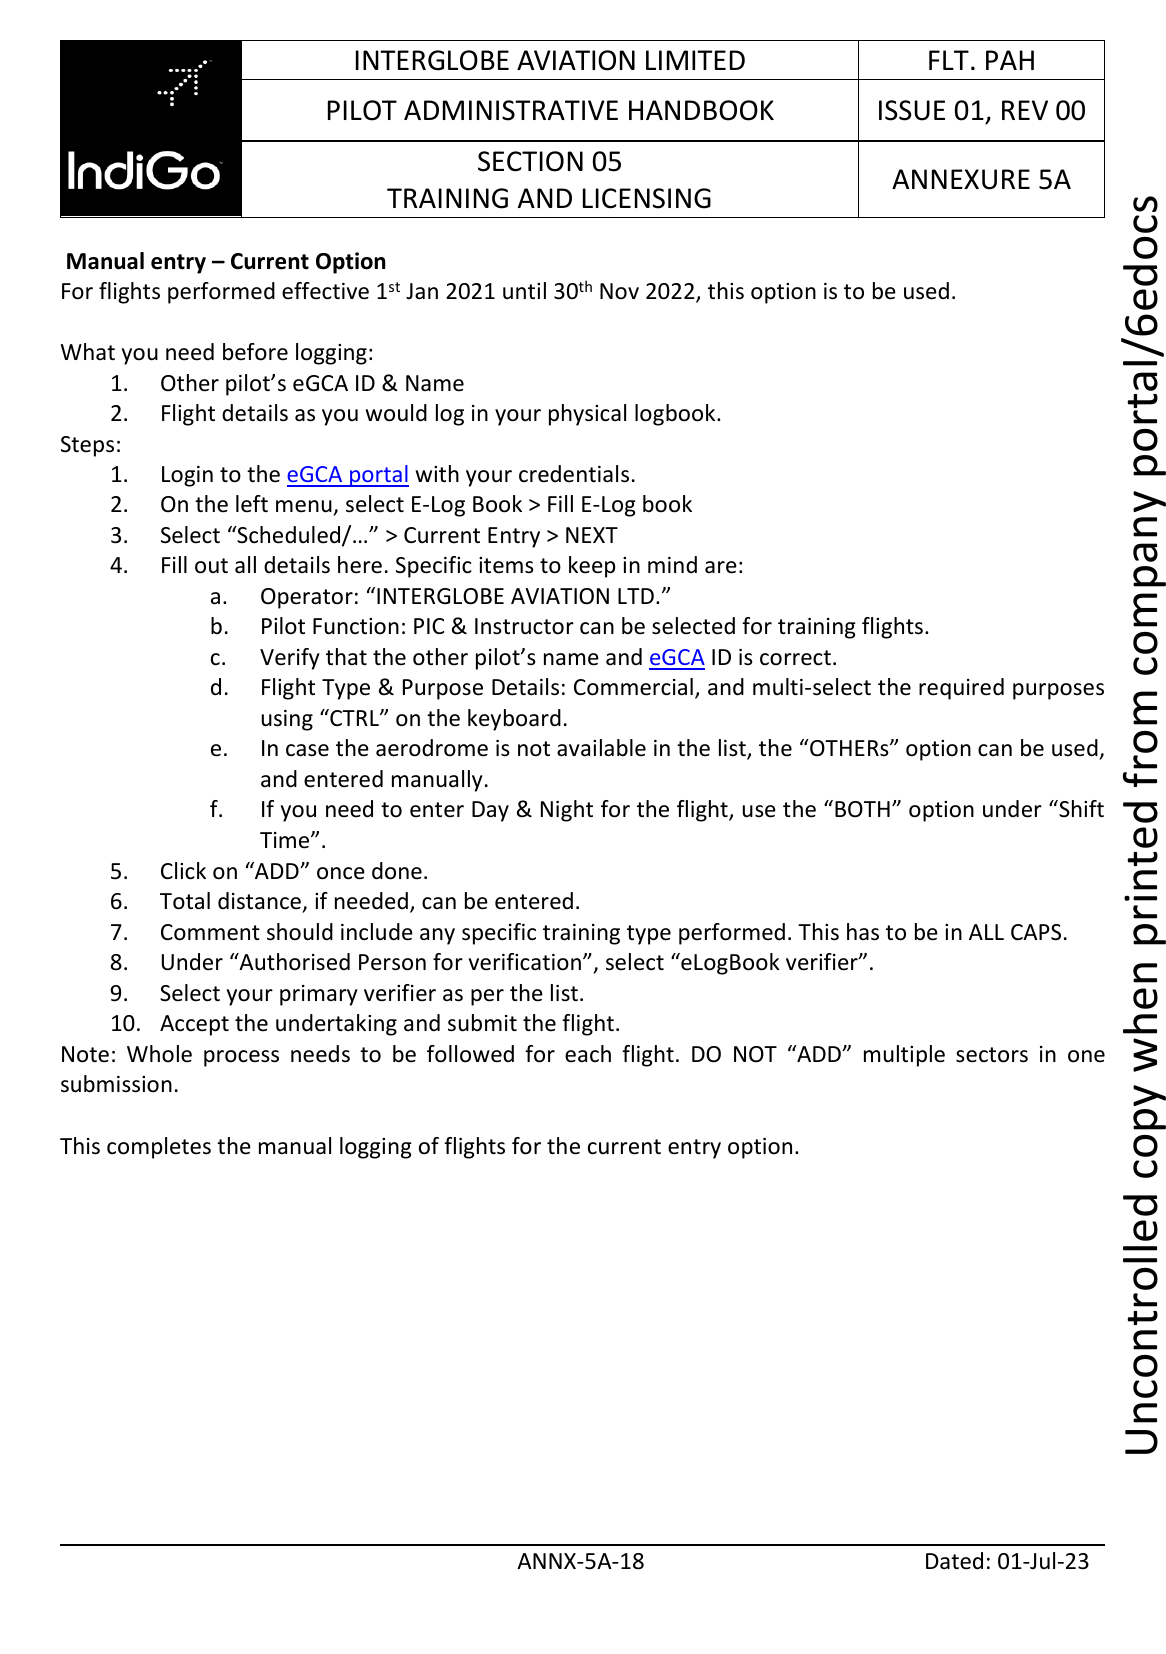 IndiGo
INTERGLOBE AVIATION LIMITED
FLT. PAH
PILOT ADMINISTRATIVE HANDBOOK
ISSUE 01, REV 00
SECTION 05
TRAINING AND LICENSING
ANNEXURE 5A
Manual entry – Current Option
For flights performed effective 1st Jan 2021 until 30th Nov 2022, this option is to be used.
What you need before logging:
1. Other pilot’s eGCA ID & Name
2. Flight details as you would log in your physical logbook.
Steps:
1. Login to the eGCA portal with your credentials.
2. On the left menu, select E-Log Book > Fill E-Log book
3. Select “Scheduled/…” > Current Entry > NEXT
4. Fill out all details here. Specific items to keep in mind are:
a. Operator: “INTERGLOBE AVIATION LTD.”
b. Pilot Function: PIC & Instructor can be selected for training flights.
c. Verify that the other pilot’s name and eGCA ID is correct.
d. Flight Type & Purpose Details: Commercial, and multi-select the required purposes
using “CTRL” on the keyboard.
e. In case the aerodrome is not available in the list, the “OTHERs” option can be used,
and entered manually.
f. If you need to enter Day & Night for the flight, use the “BOTH” option under “Shift
Time”.
5. Click on “ADD” once done.
6. Total distance, if needed, can be entered.
7. Comment should include any specific training type performed. This has to be in ALL CAPS.
8. Under “Authorised Person for verification”, select “eLogBook verifier”.
9. Select your primary verifier as per the list.
10. Accept the undertaking and submit the flight.
Note: Whole process needs to be followed for each flight. DO NOT “ADD” multiple sectors in one
submission.
This completes the manual logging of flights for the current entry option.
ANNX-5A-18
Dated: 01-Jul-23
Uncontrolled copy when printed from company portal/6edocs